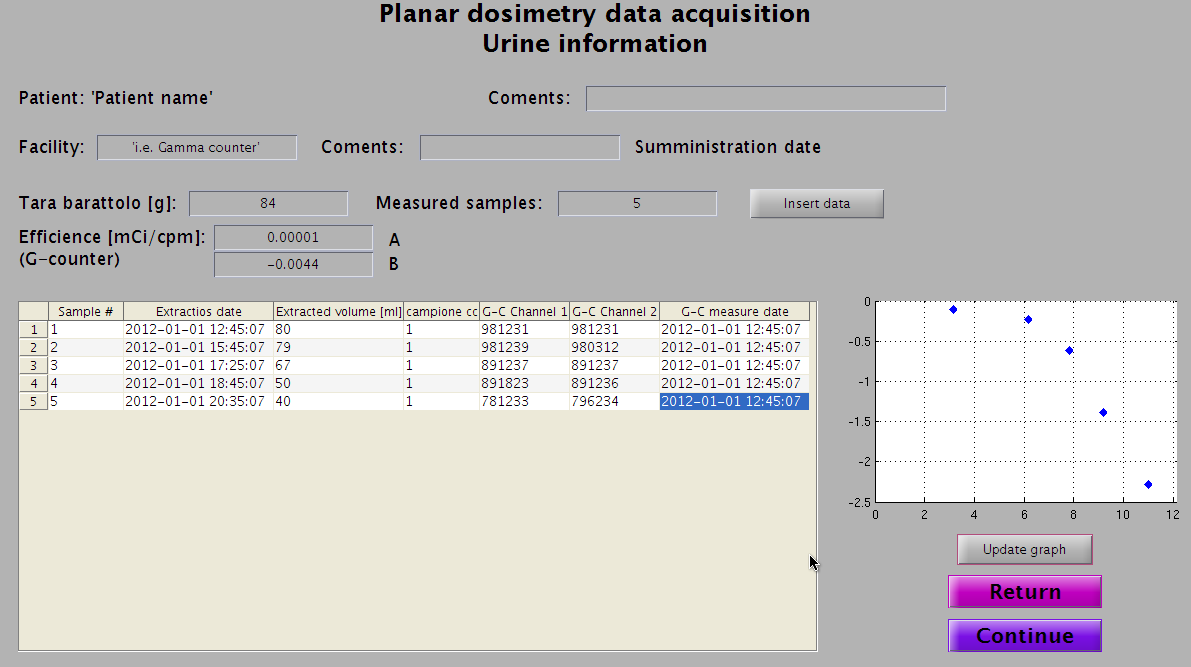 Planar dosimetry data acquisition
Urine information
Patient: 'Patient name' Coments:
Facility: 'i.e. Gamma counter' Coments: Sumministration date
Tara barattolo [g]: 84 Measured samples: 5 Insert data
Efficience [mCi/cpm]: 0.00001 A
(G-counter) -0.0044 B
Sample # Extractios date Extracted volume [ml] campione co G-C Channel 1 G-C Channel 2 G-C measure date
1 1 2012-01-01 12:45:07 80 1 981231 981231 2012-01-01 12:45:07
2 2 2012-01-01 15:45:07 79 1 981239 980312 2012-01-01 12:45:07
3 3 2012-01-01 17:25:07 67 1 891237 891237 2012-01-01 12:45:07
4 4 2012-01-01 18:45:07 50 1 891823 891236 2012-01-01 12:45:07
5 5 2012-01-01 20:35:07 40 1 781233 796234 2012-01-01 12:45:07
0
-0.5
-1
-1.5
-2
-2.5
0 2 4 6 8 10 12
Update graph
Return
Continue